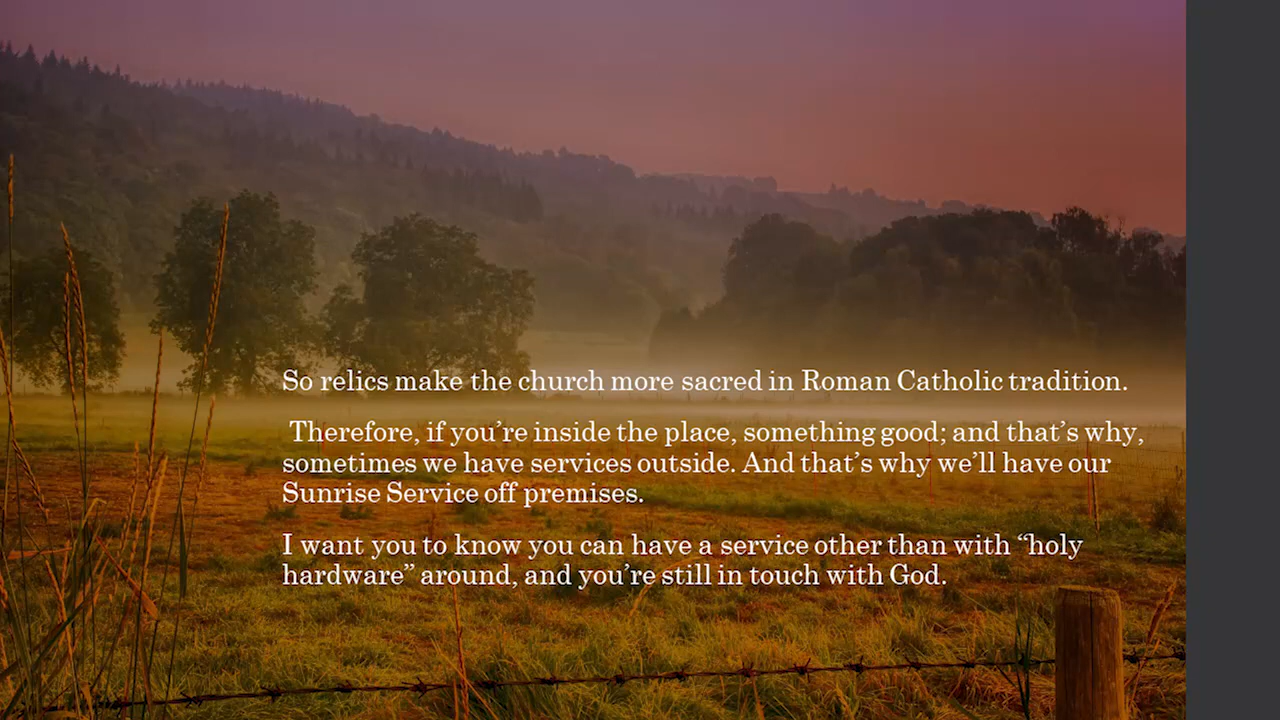 So relics make the church more sacred in Roman Catholic tradition.
Therefore, if you’re inside the place, something good; and that’s why,
sometimes we have services outside. And that’s why we’ll have our
Sunrise Service off premises.
I want you to know you can have a service other than with “holy
hardware” around, and you’re still in touch with God.